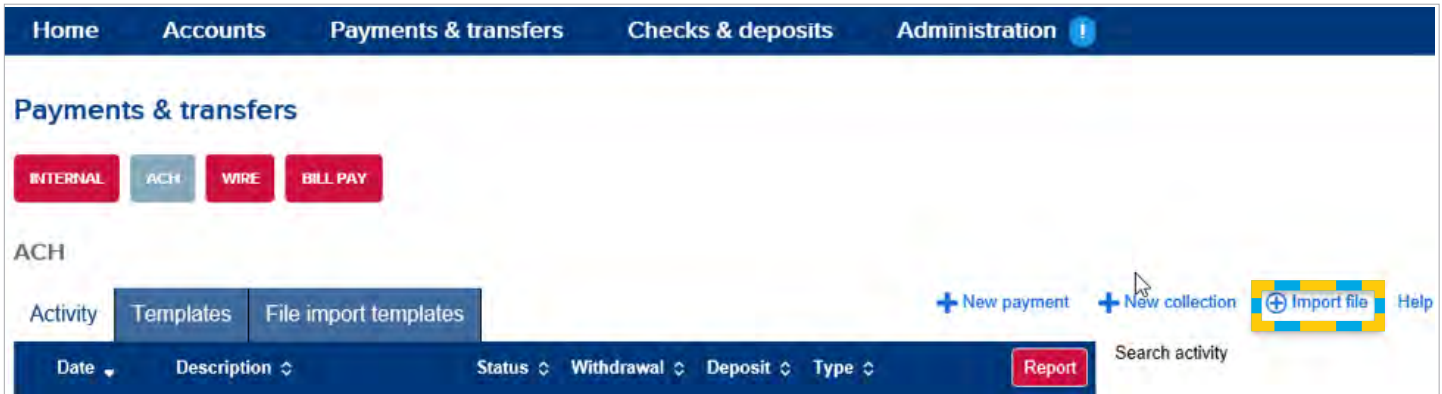 Home Accounts Payments & transfers Checks & deposits Administration !
Payments & transfers
INTERNAL ACH WIRE BILL PAY
ACH
Activity Templates File import templates New payment New collection Import file Help
Date Description Status Withdrawal Deposit Type Report Search activity